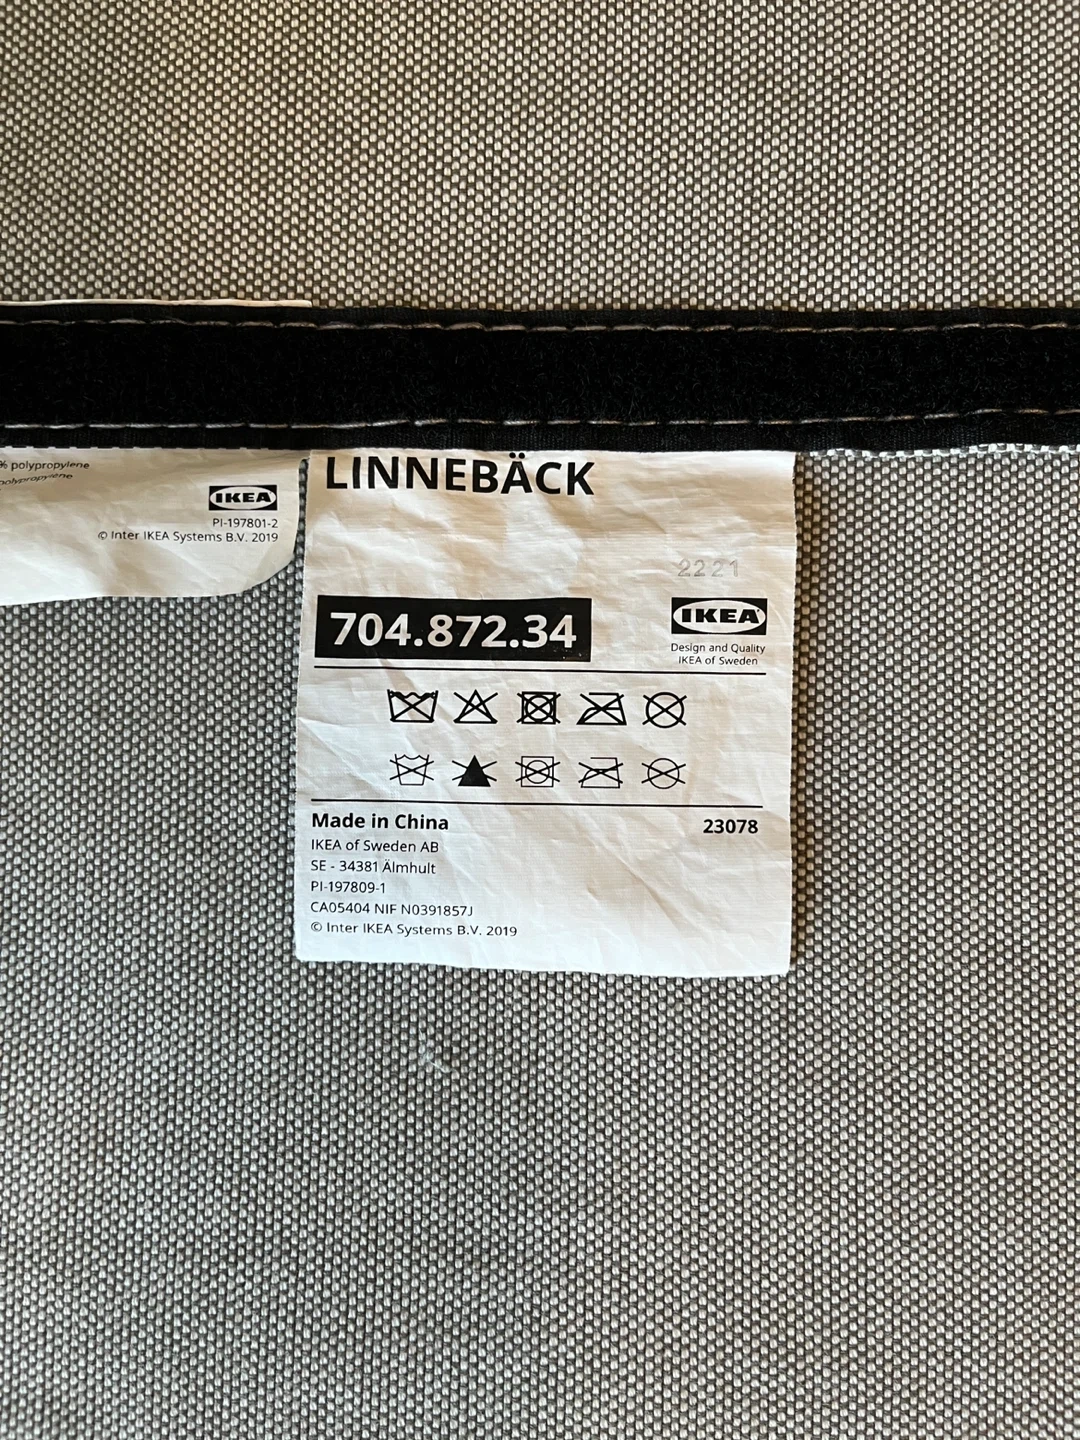 % polypropylene
polypropylene
IKEA
PI-197801-2
© Inter IKEA Systems B.V. 2019
LINNEBÄCK
2221
704.872.34
IKEA
Design and Quality
IKEA of Sweden
Made in China 23078
IKEA of Sweden AB
SE - 34381 Älmhult
PI-197809-1
CA05404 NIF N0391857J
© Inter IKEA Systems B.V. 2019